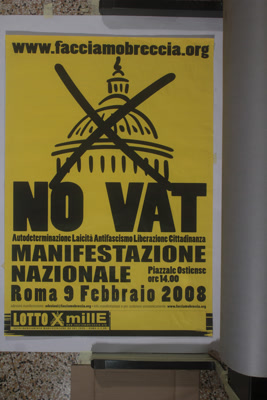 www.facciamobreccia.org
NO VAT
Autodeterminazione Laicità Antifascismo Liberazione Cittadinanza
MANIFESTAZIONE
NAZIONALE
Piazzale Ostiense
ore 14.00
Roma 9 Febbraio 2008
LOTTO X millE